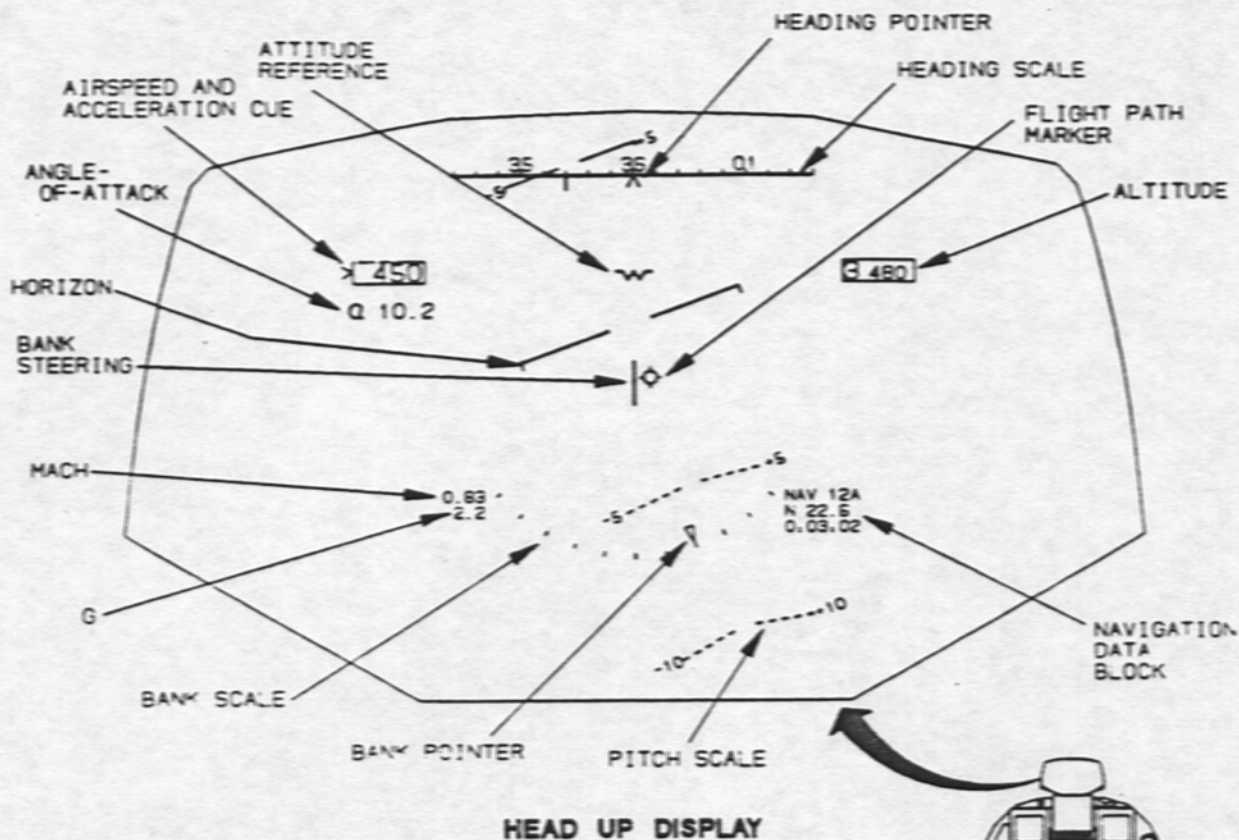 HEADING POINTER
ATTITUDE
REFERENCE
HEADING SCALE
AIRSPEED AND
ACCELERATION CUE
FLIGHT PATH
MARKER
5
35 36 01
ANGLE-
OF-ATTACK
ALTITUDE
450
G 480
HORIZON
α 10.2
BANK
STEERING
MACH
5
0.83
2.2
-5
NAV 12A
N 22.6
0.03.02
G
10
-10
NAVIGATION
DATA
BLOCK
BANK SCALE
BANK POINTER
PITCH SCALE
HEAD UP DISPLAY